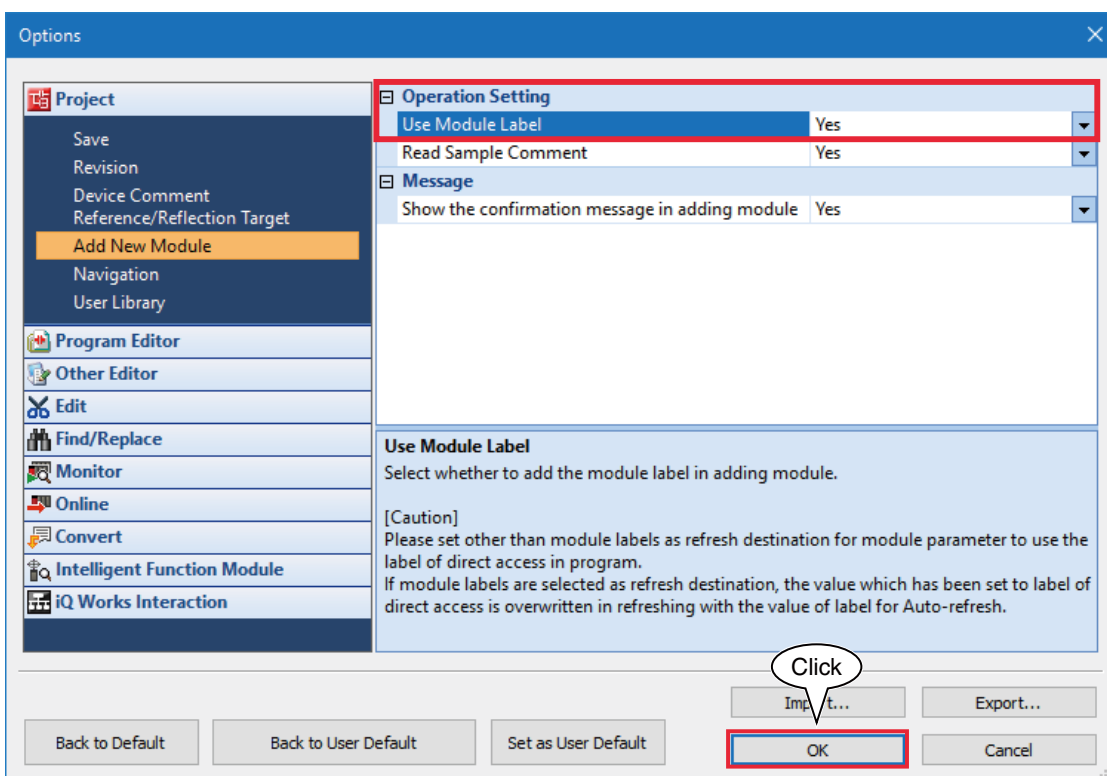 Options
Project
Save
Revision
Device Comment
Reference/Reflection Target
Add New Module
Navigation
User Library
Program Editor
Other Editor
Edit
Find/Replace
Monitor
Online
Convert
Intelligent Function Module
iQ Works Interaction
Operation Setting
Use Module Label Yes
Read Sample Comment Yes
Message
Show the confirmation message in adding module Yes
Use Module Label
Select whether to add the module label in adding module.
[Caution]
Please set other than module labels as refresh destination for module parameter to use the
label of direct access in program.
If module labels are selected as refresh destination, the value which has been set to label of
direct access is overwritten in refreshing with the value of label for Auto-refresh.
Click
Export...
Back to Default Back to User Default Set as User Default OK Cancel